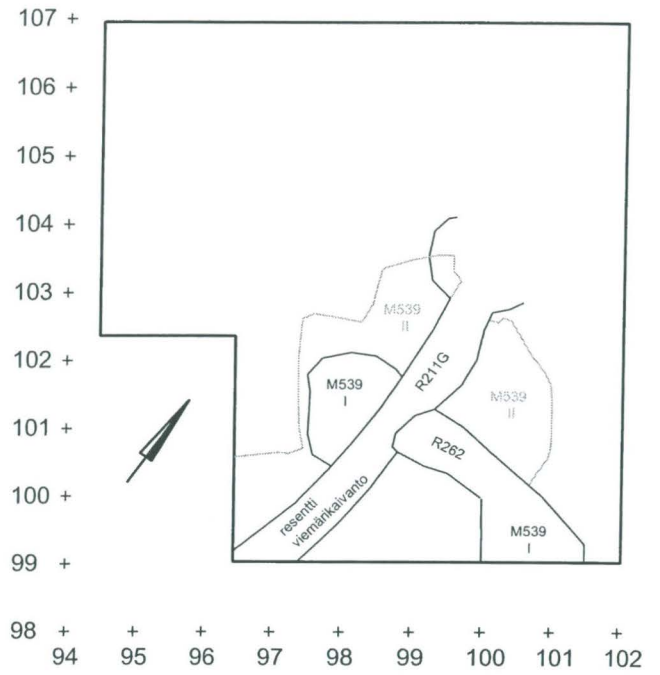 107 +
106 +
105 +
104 +
103 +
M539
II
102 +
R211G
M539
I
M539
II
101 +
R262
100 +
resentti
viemärikaivanto
M539
I
99 +
98 + + + + + + + + +
94 95 96 97 98 99 100 101 102